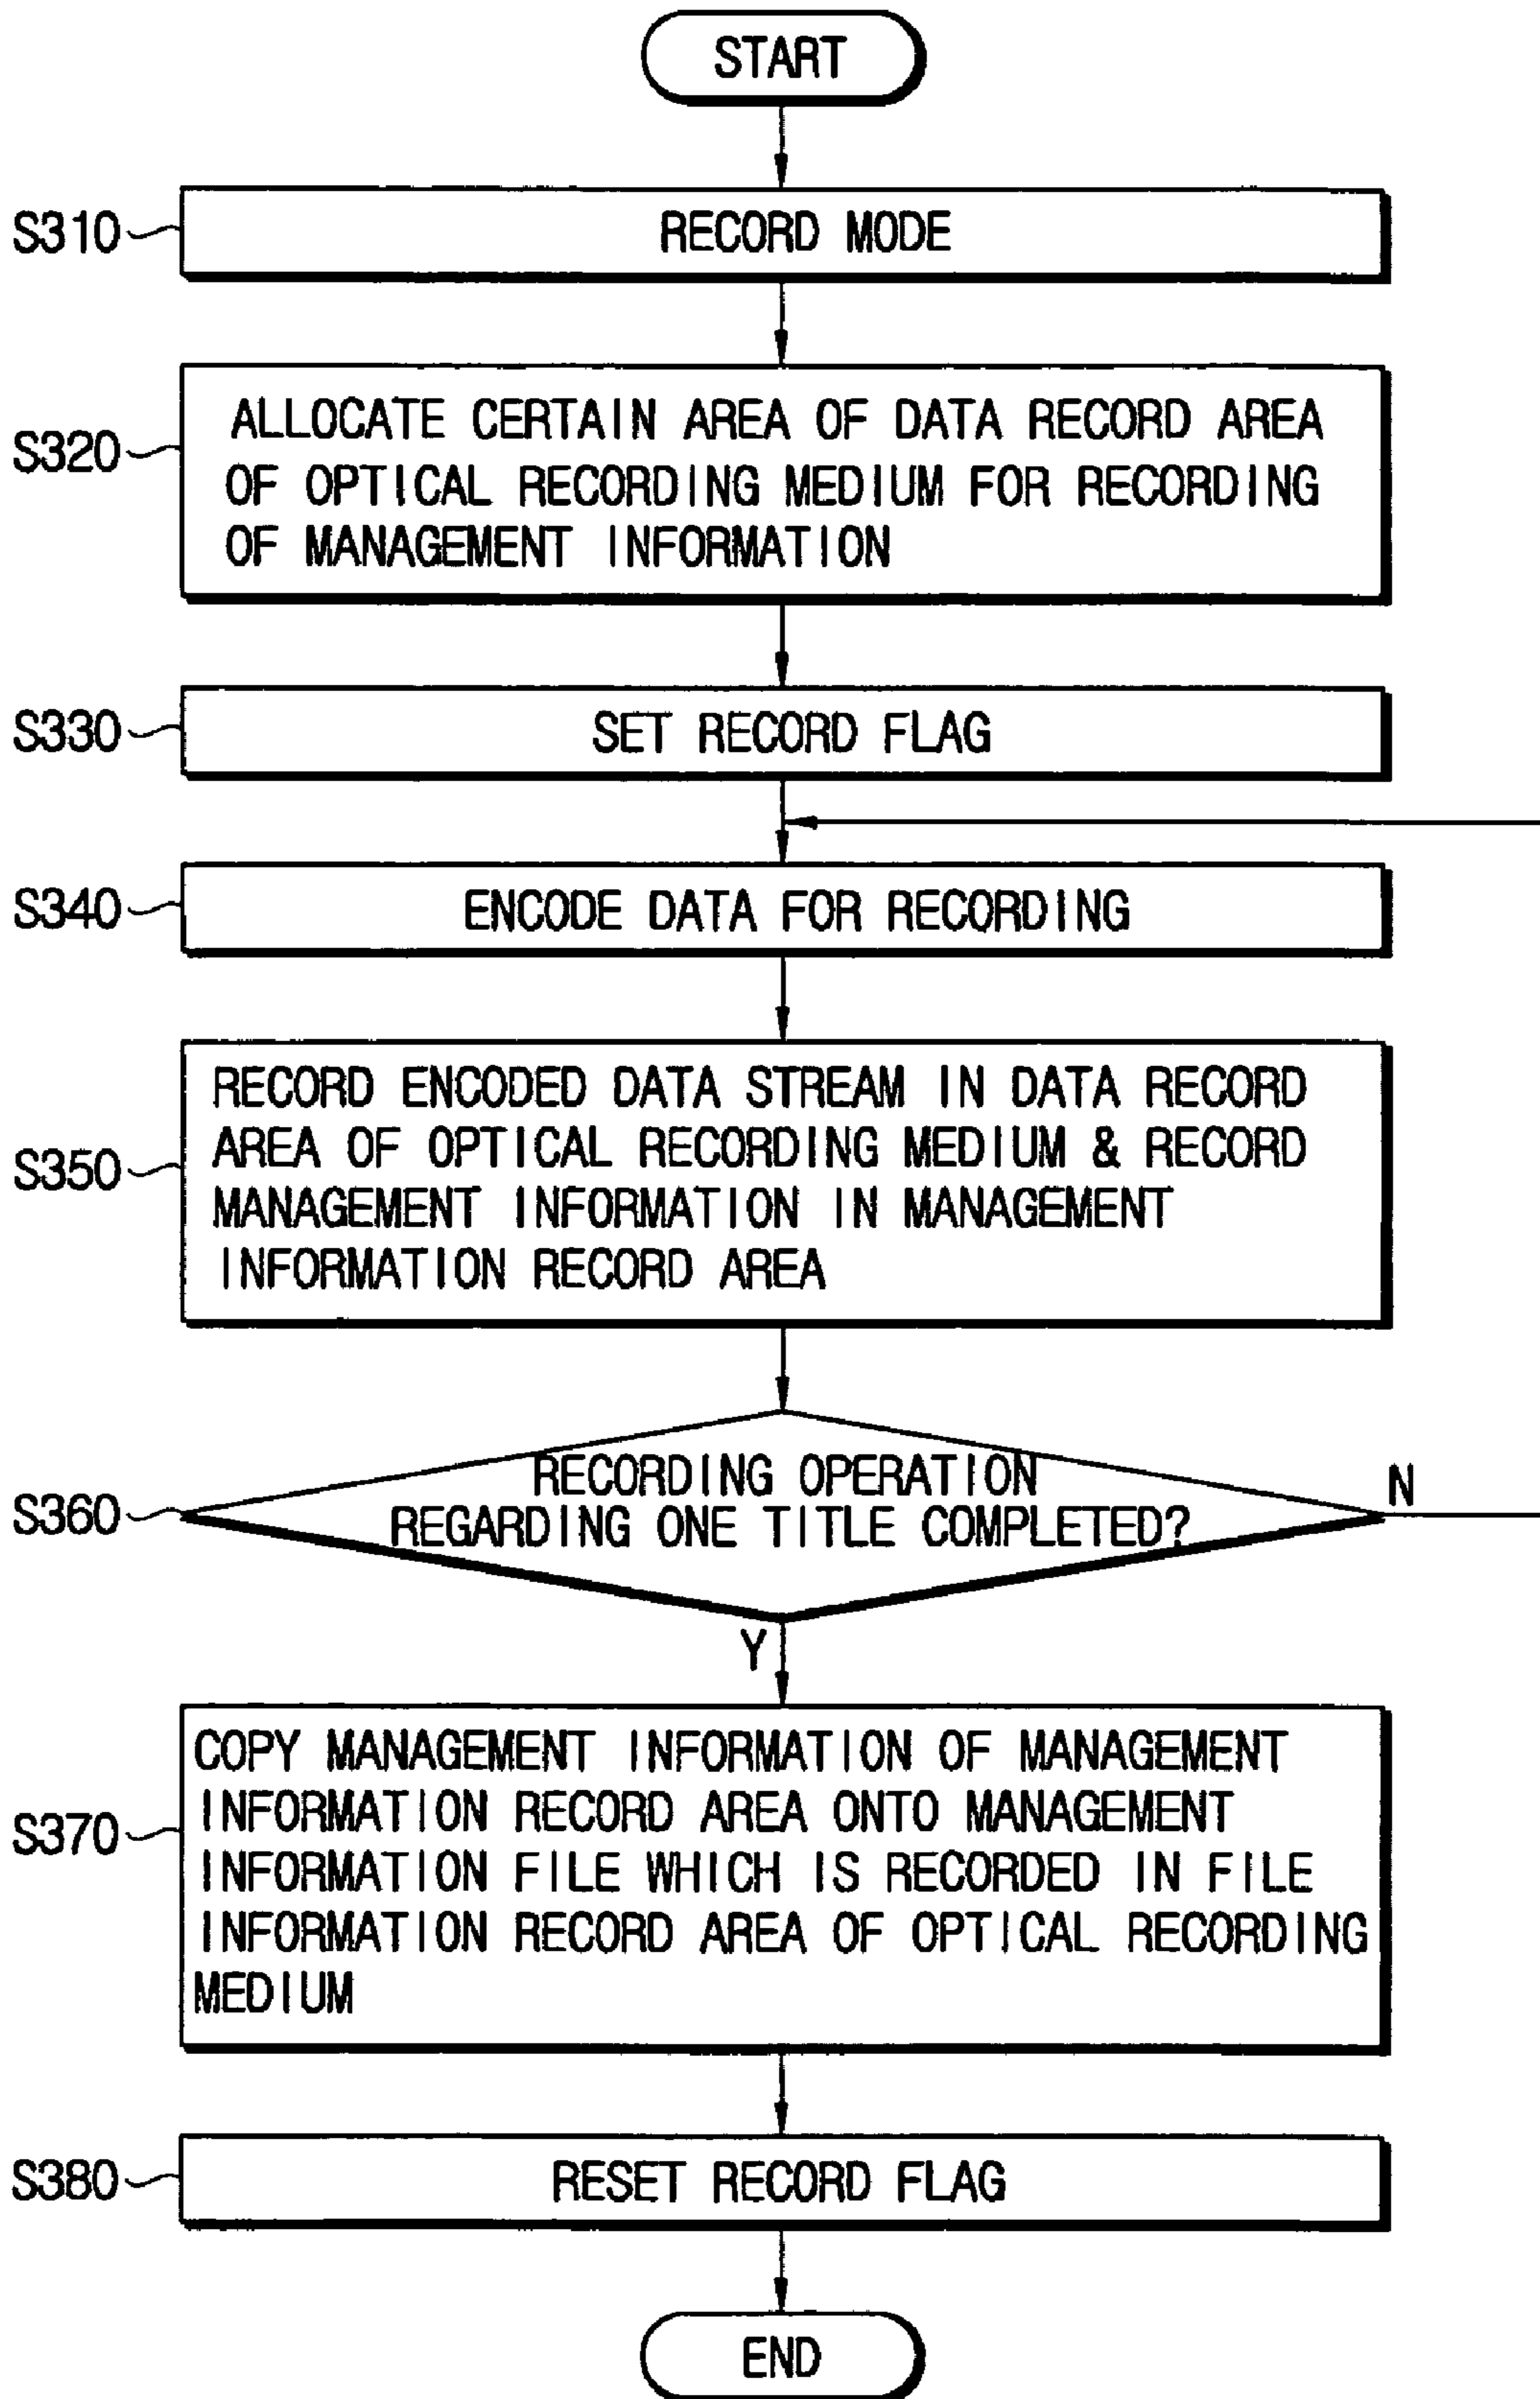 START
S310
RECORD MODE
S320
ALLOCATE CERTAIN AREA OF DATA RECORD AREA
OF OPTICAL RECORDING MEDIUM FOR RECORDING
OF MANAGEMENT INFORMATION
S330
SET RECORD FLAG
S340
ENCODE DATA FOR RECORDING
S350
RECORD ENCODED DATA STREAM IN DATA RECORD
AREA OF OPTICAL RECORDING MEDIUM & RECORD
MANAGEMENT INFORMATION IN MANAGEMENT
INFORMATION RECORD AREA
S360
RECORDING OPERATION
REGARDING ONE TITLE COMPLETED?
N
Y
S370
COPY MANAGEMENT INFORMATION OF MANAGEMENT
INFORMATION RECORD AREA ONTO MANAGEMENT
INFORMATION FILE WHICH IS RECORDED IN FILE
INFORMATION RECORD AREA OF OPTICAL RECORDING
MEDIUM
S380
RESET RECORD FLAG
END